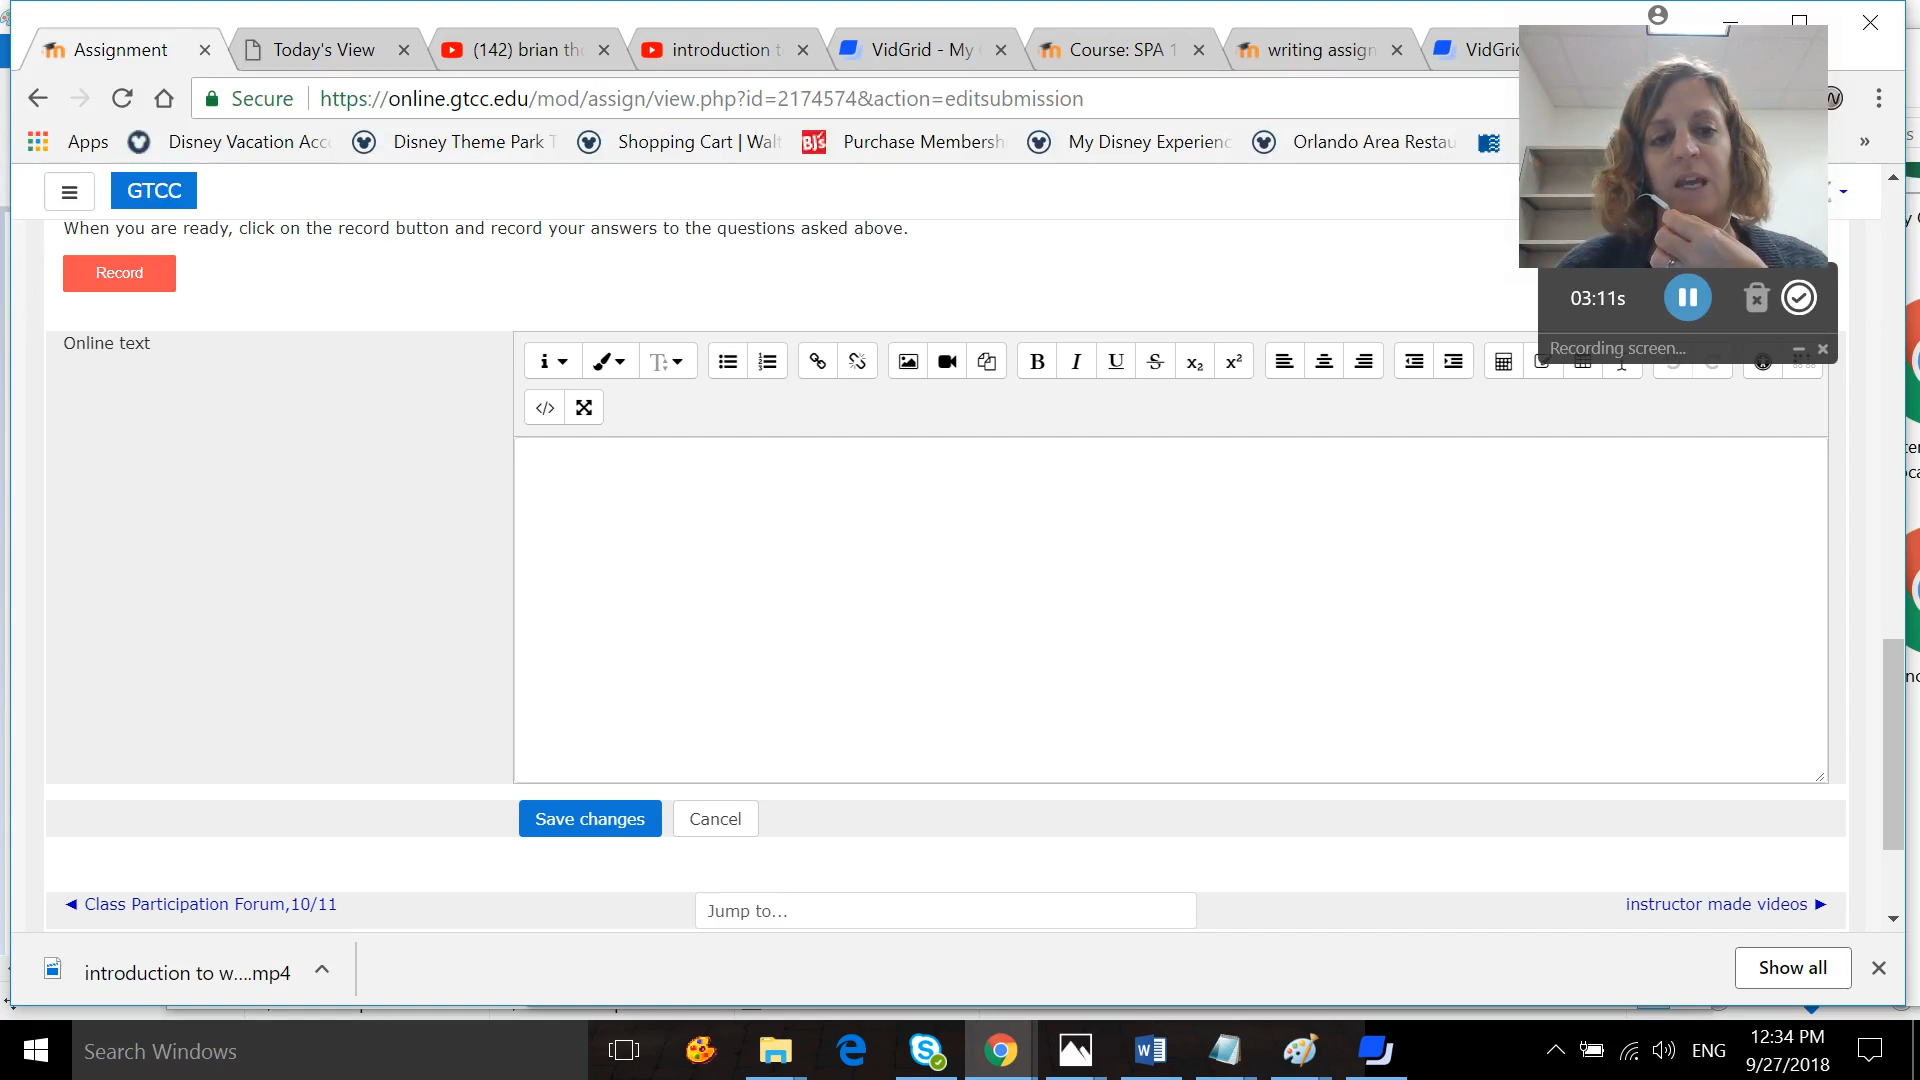 Assignment
Today's View
(142) brian th
introduction t
VidGrid - My
Course: SPA 1
writing assign
VidGri
Secure
https://online.gtcc.edu/mod/assign/view.php?id=2174574&action=editsubmission
Apps
Disney Vacation Acc
Disney Theme Park T
Shopping Cart | Walt
BJ's
Purchase Membersh
My Disney Experienc
Orlando Area Restau
»
GTCC
When you are ready, click on the record button and record your answers to the questions asked above.
Record
03:11s
Recording screen...
Online text
B I U S x₂ x²
</>
Save changes
Cancel
◄ Class Participation Forum,10/11
Jump to...
instructor made videos ►
introduction to w....mp4
Show all
Search Windows
ENG
12:34 PM
9/27/2018